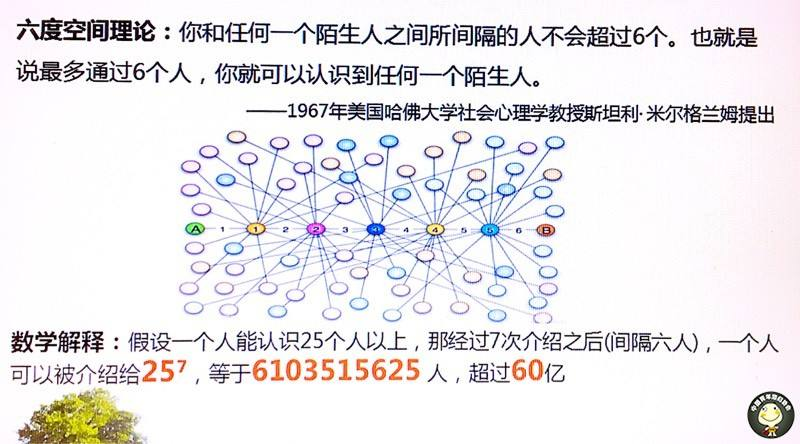 六度空间理论：你和任何一个陌生人之间所间隔的人不会超过6个。也就是
说最多通过6个人，你就可以认识到任何一个陌生人。
——1967年美国哈佛大学社会心理学教授斯坦利·米尔格兰姆提出
A 1 1 2 2 3 3 4 4 5 5 6 B
数学解释：假设一个人能认识25个人以上，那经过7次介绍之后(间隔六人)，一个人
可以被介绍给25⁷，等于6103515625人，超过60亿